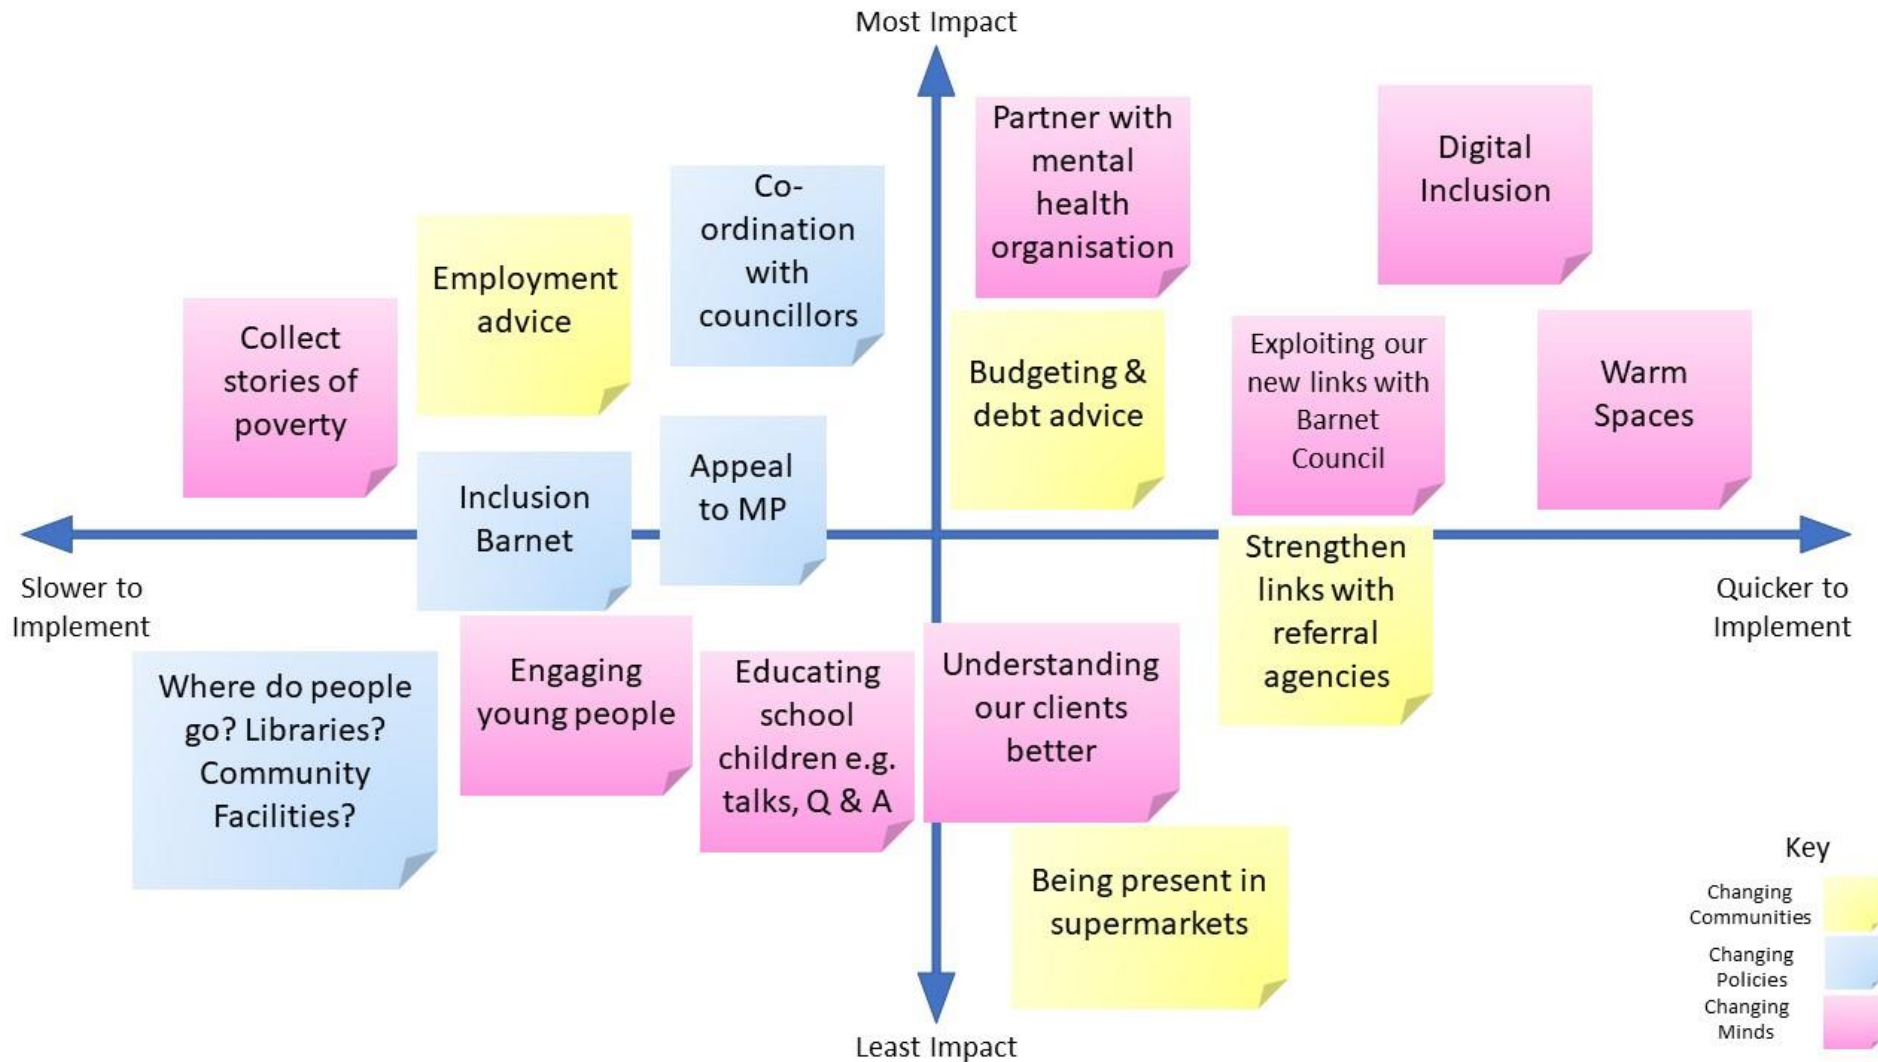 Most Impact
Partner with
mental
health
organisation
Digital
Inclusion
Co-
ordination
with
councillors
Employment
advice
Collect
stories of
poverty
Budgeting &
debt advice
Exploiting our
new links with
Barnet
Council
Warm
Spaces
Appeal
to MP
Inclusion
Barnet
Slower to
Implement
Quicker to
Implement
Strengthen
links with
referral
agencies
Where do people
go? Libraries?
Community
Facilities?
Engaging
young people
Educating
school
children e.g.
talks, Q & A
Understanding
our clients
better
Being present in
supermarkets
Key
Changing
Communities
Changing
Policies
Changing
Minds
Least Impact